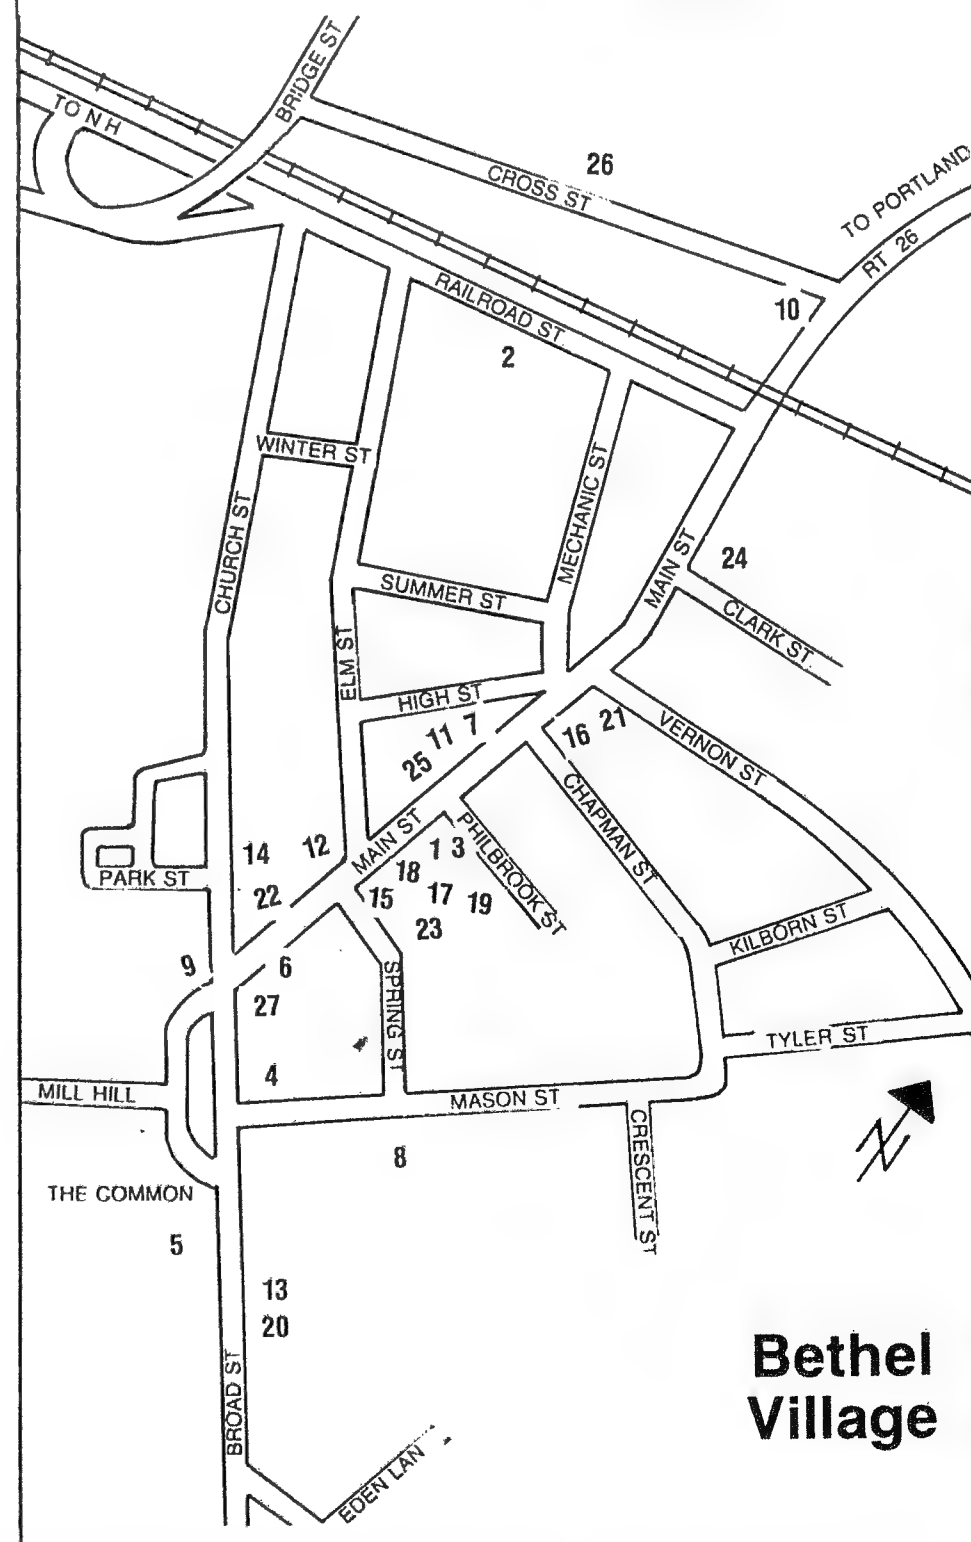 BRIDGE ST
TO N H
26
CROSS ST
TO PORTLAND
RT 26
10
RAILROAD ST
2
WINTER ST
CHURCH ST
MECHANIC ST
MAIN ST
24
SUMMER ST
CLARK ST
ELM ST
HIGH ST
11 7
25
16 21
VERNON ST
CHAPMAN ST
MAIN ST
PHILBROOK ST
14
12
1 3
18
PARK ST
22
15
17
19
23
KILBORN ST
9
6
27
SPRING ST
TYLER ST
4
MILL HILL
MASON ST
N
8
CRESCENT ST
THE COMMON
5
13
20
BROAD ST
Bethel
Village
EDEN LAN